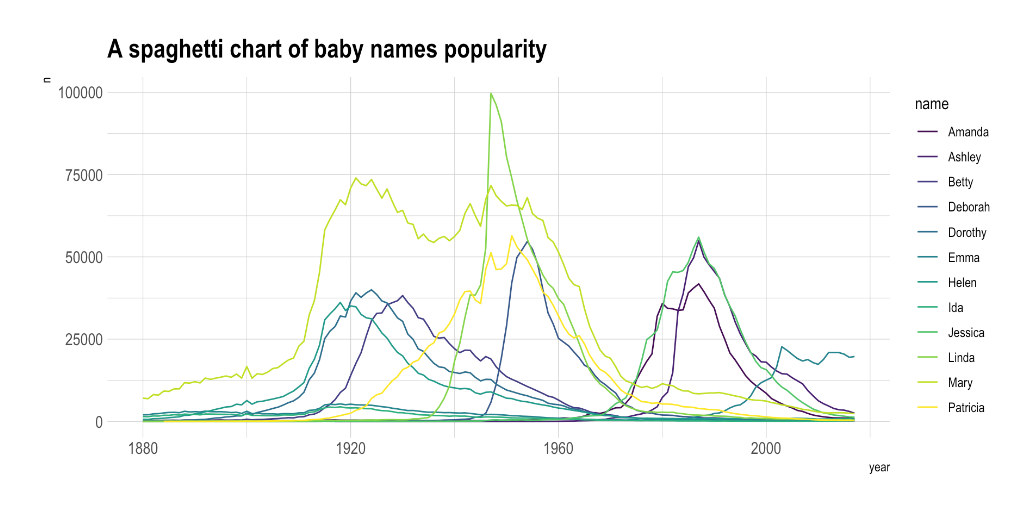 A spaghetti chart of baby names popularity
n
100000
75000
50000
25000
0
1880
1920
1960
2000
year
name
Amanda
Ashley
Betty
Deborah
Dorothy
Emma
Helen
Ida
Jessica
Linda
Mary
Patricia